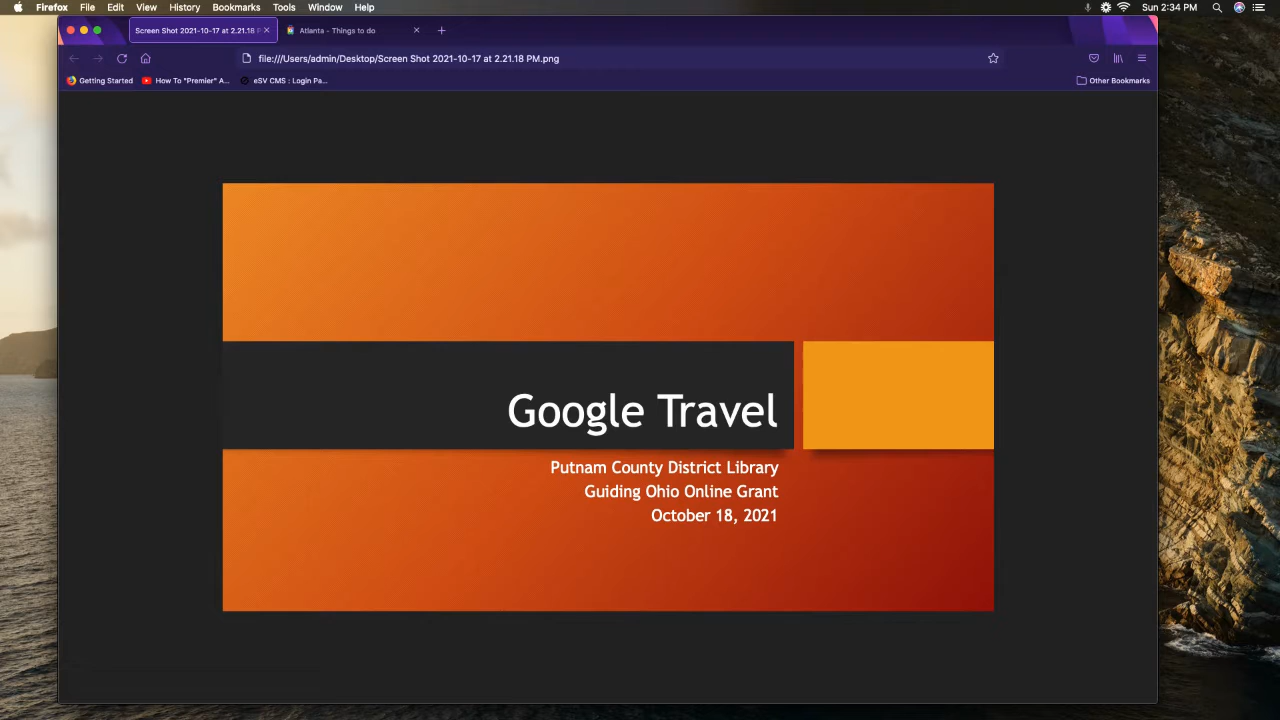 Firefox File Edit View History Bookmarks Tools Window Help Sun 2:34 PM
Screen Shot 2021-10-17 at 2.21.18 P Atlanta - Things to do
file:///Users/admin/Desktop/Screen Shot 2021-10-17 at 2.21.18 PM.png
Getting Started How To "Premier" A... eSV CMS : Login Pa... Other Bookmarks
Google Travel
Putnam County District Library
Guiding Ohio Online Grant
October 18, 2021